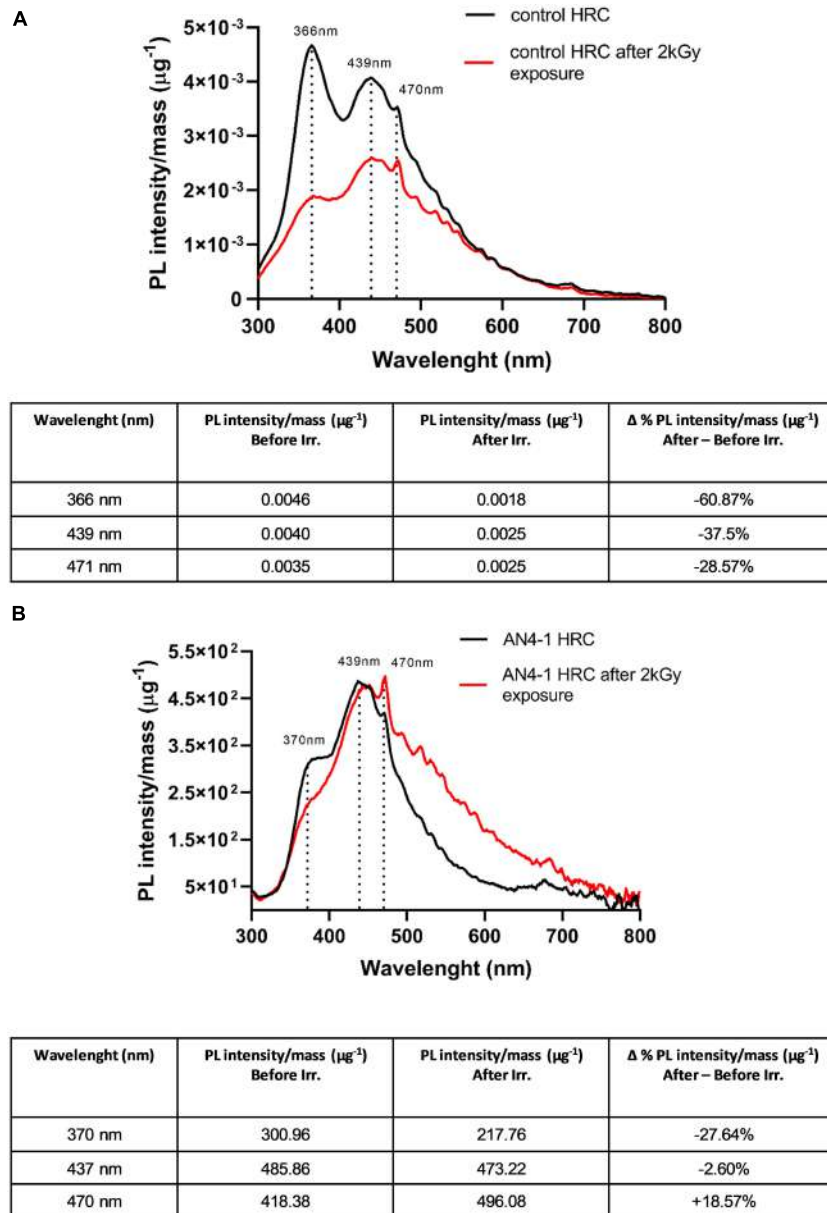 A
control HRC
control HRC after 2kGy
exposure
366nm
439nm
470nm
PL intensity/mass (µg⁻¹)
5×10⁻³
4×10⁻³
3×10⁻³
2×10⁻³
1×10⁻³
0
300 400 500 600 700 800
Wavelenght (nm)
Wavelenght (nm) PL intensity/mass (µg⁻¹) PL intensity/mass (µg⁻¹) Δ % PL intensity/mass (µg⁻¹)
Before Irr. After Irr. After – Before Irr.
366 nm 0.0046 0.0018 -60.87%
439 nm 0.0040 0.0025 -37.5%
471 nm 0.0035 0.0025 -28.57%
B
AN4-1 HRC
AN4-1 HRC after 2kGy
exposure
370nm
439nm
470nm
PL intensity/mass (µg⁻¹)
5.5×10²
4.5×10²
3.5×10²
2.5×10²
1.5×10²
5×10¹
300 400 500 600 700 800
Wavelenght (nm)
Wavelenght (nm) PL intensity/mass (µg⁻¹) PL intensity/mass (µg⁻¹) Δ % PL intensity/mass (µg⁻¹)
Before Irr. After Irr. After – Before Irr.
370 nm 300.96 217.76 -27.64%
437 nm 485.86 473.22 -2.60%
470 nm 418.38 496.08 +18.57%